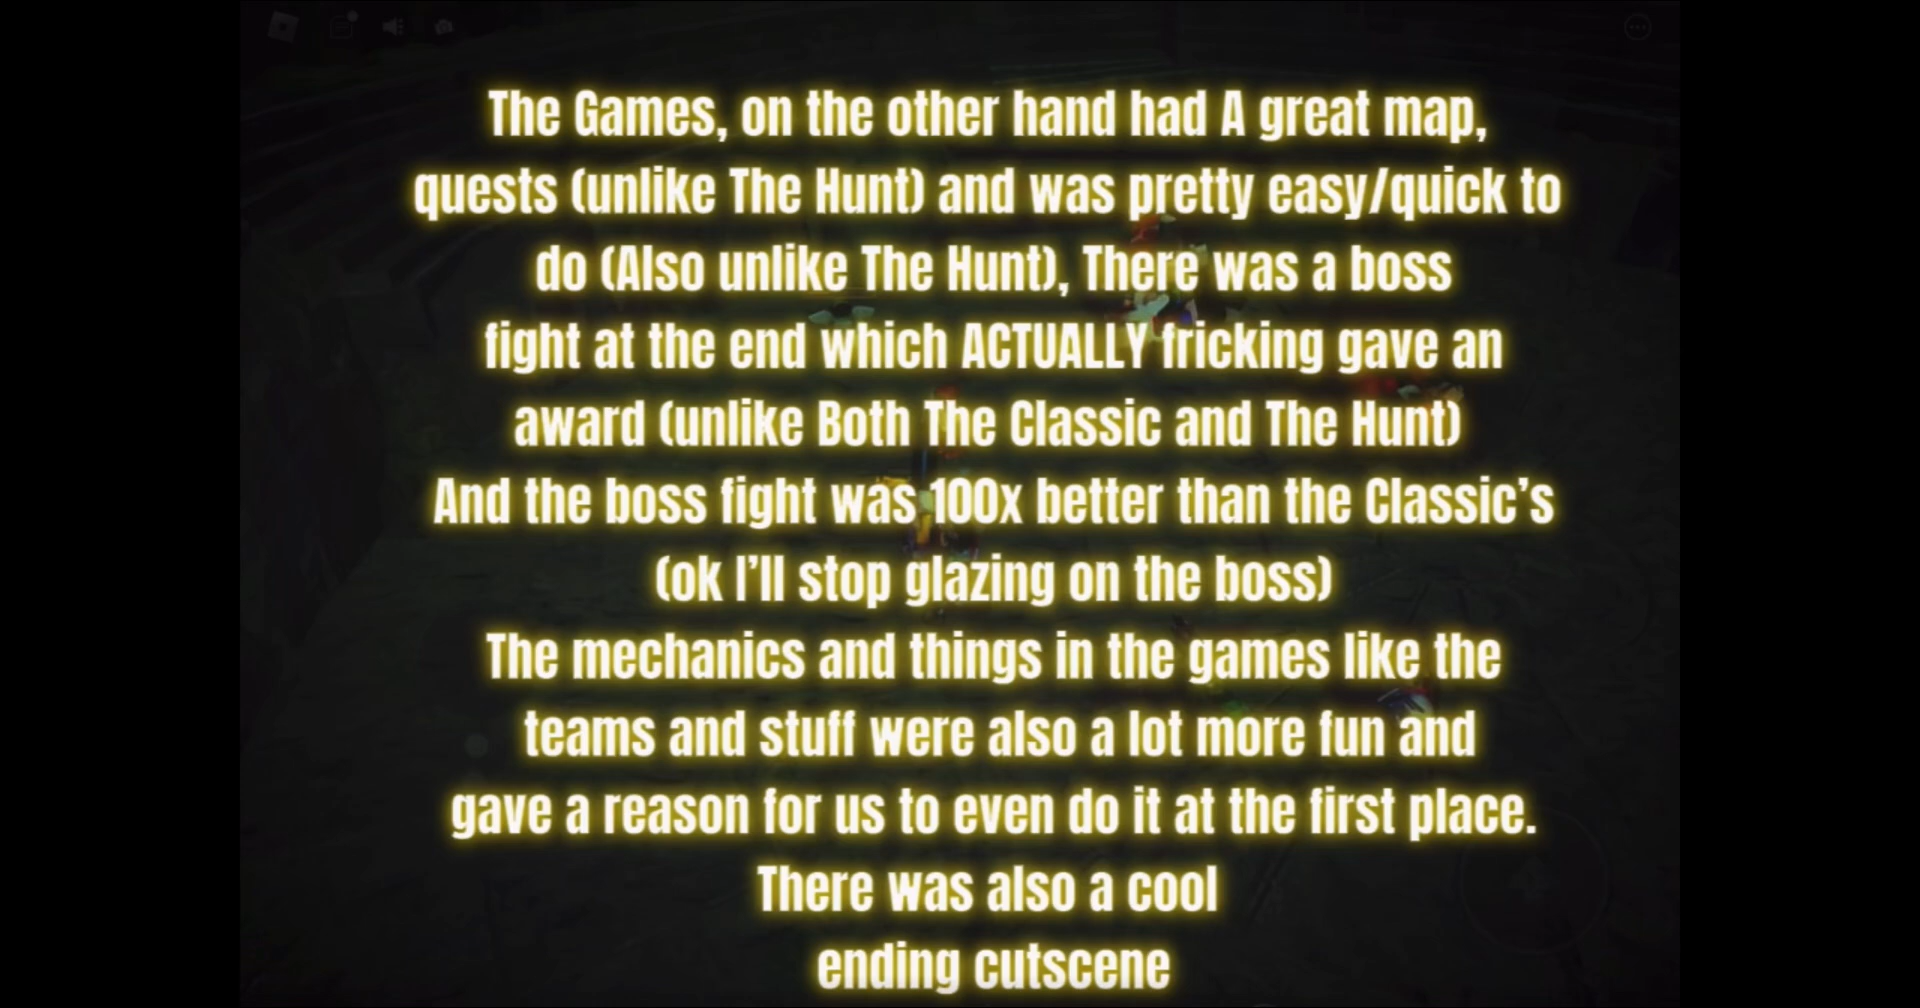 The Games, on the other hand had A great map,
quests (unlike The Hunt) and was pretty easy/quick to
do (Also unlike The Hunt), There was a boss
fight at the end which ACTUALLY fricking gave an
award (unlike Both The Classic and The Hunt)
And the boss fight was 100x better than the Classic’s
(ok I’ll stop glazing on the boss)
The mechanics and things in the games like the
teams and stuff were also a lot more fun and
gave a reason for us to even do it at the first place.
There was also a cool
ending cutscene